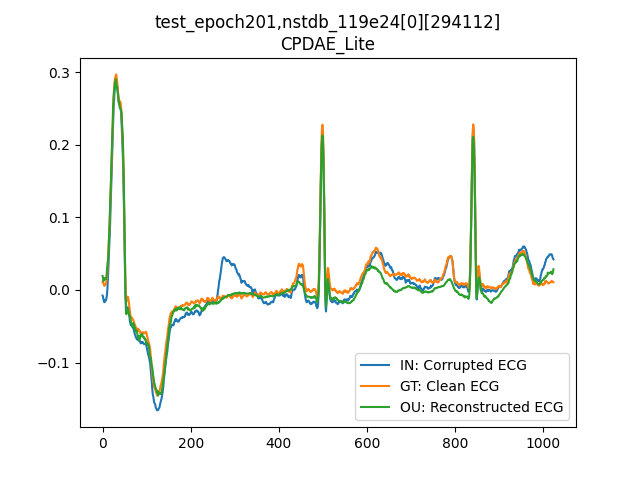 test_epoch201,nstdb_119e24[0][294112]
CPDAE_Lite
0.3
0.2
0.1
0.0
−0.1
0 200 400 600 800 1000
IN: Corrupted ECG
GT: Clean ECG
OU: Reconstructed ECG